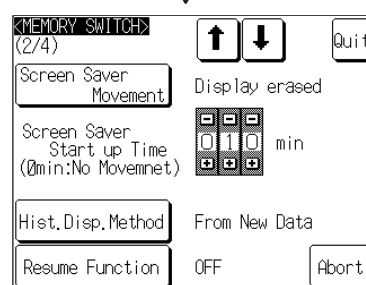 <MEMORY SWITCH>
(2/4)
Quit
Screen Saver
Movement
Display erased
Screen Saver
Start up Time
(0min:No Movemnet)
010 min
Hist.Disp.Method
From New Data
Resume Function
OFF
Abort